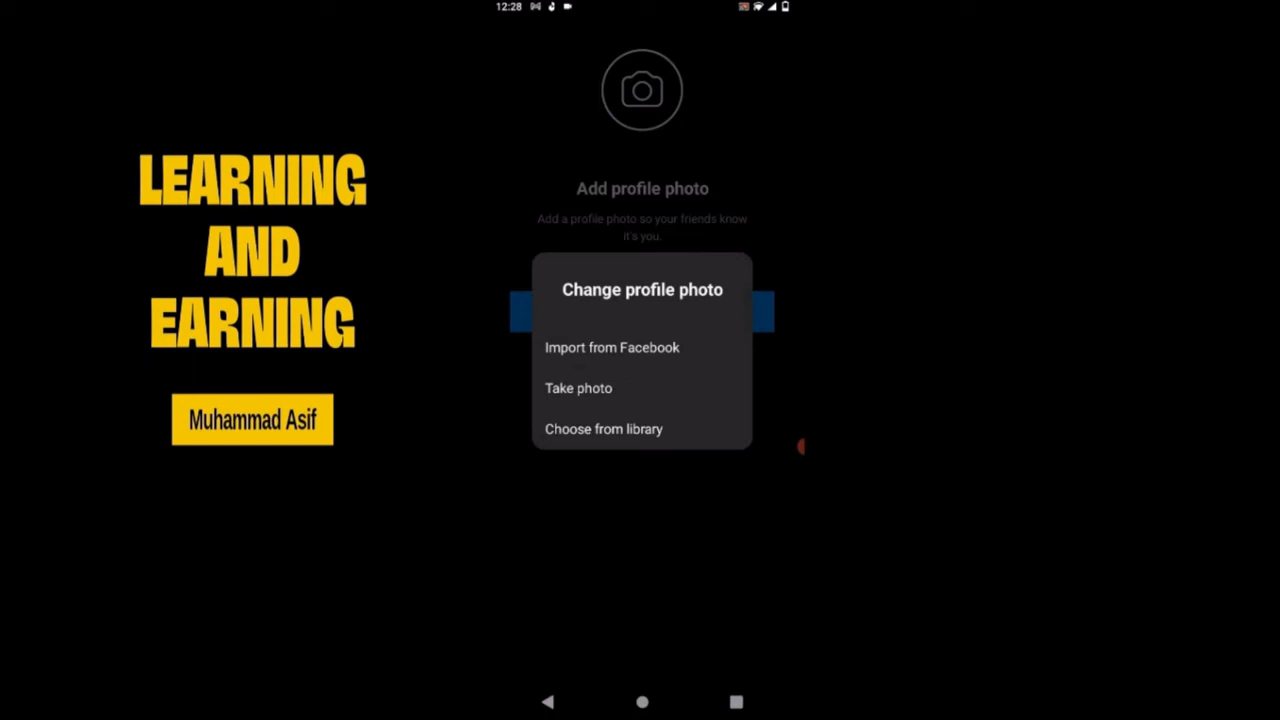 12:28
LEARNING
AND
EARNING
Muhammad Asif
Add profile photo
Add a profile photo so your friends know
it's you.
Change profile photo
Import from Facebook
Take photo
Choose from library